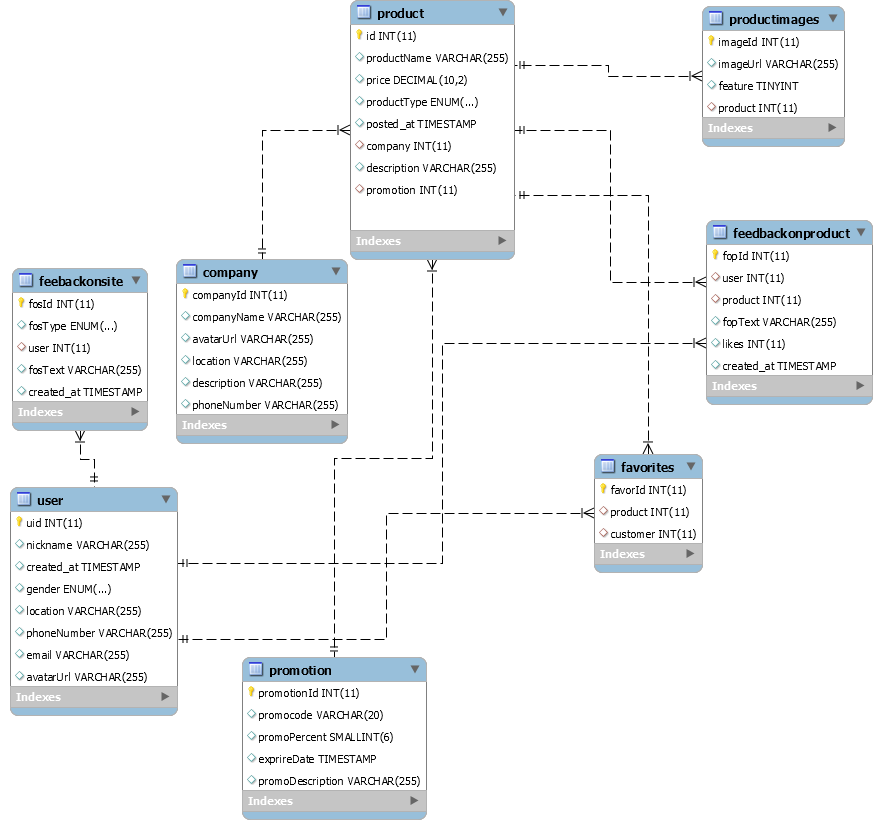 product
id INT(11)
productName VARCHAR(255)
price DECIMAL(10,2)
productType ENUM(...)
posted_at TIMESTAMP
company INT(11)
description VARCHAR(255)
promotion INT(11)
Indexes
productimages
imageId INT(11)
imageUrl VARCHAR(255)
feature TINYINT
product INT(11)
Indexes
feedbackonproduct
fopId INT(11)
user INT(11)
product INT(11)
fopText VARCHAR(255)
likes INT(11)
created_at TIMESTAMP
Indexes
company
companyId INT(11)
companyName VARCHAR(255)
avatarUrl VARCHAR(255)
location VARCHAR(255)
description VARCHAR(255)
phoneNumber VARCHAR(255)
Indexes
feebackonsite
fosId INT(11)
fosType ENUM(...)
user INT(11)
fosText VARCHAR(255)
created_at TIMESTAMP
Indexes
favorites
favorId INT(11)
product INT(11)
customer INT(11)
Indexes
user
uid INT(11)
nickname VARCHAR(255)
created_at TIMESTAMP
gender ENUM(...)
location VARCHAR(255)
phoneNumber VARCHAR(255)
email VARCHAR(255)
avatarUrl VARCHAR(255)
Indexes
promotion
promotionId INT(11)
promocode VARCHAR(20)
promoPercent SMALLINT(6)
exprireDate TIMESTAMP
promoDescription VARCHAR(255)
Indexes